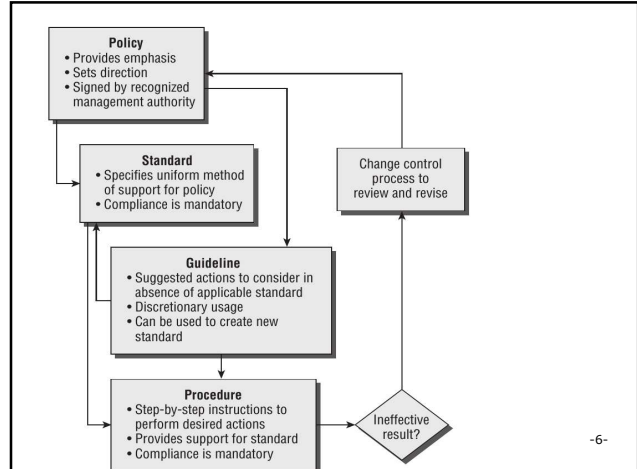 Policy
• Provides emphasis
• Sets direction
• Signed by recognized
management authority
Standard
• Specifies uniform method
of support for policy
• Compliance is mandatory
Change control
process to
review and revise
Guideline
• Suggested actions to consider in
absence of applicable standard
• Discretionary usage
• Can be used to create new
standard
Procedure
• Step-by-step instructions to
perform desired actions
• Provides support for standard
• Compliance is mandatory
Ineffective
result?
-6-